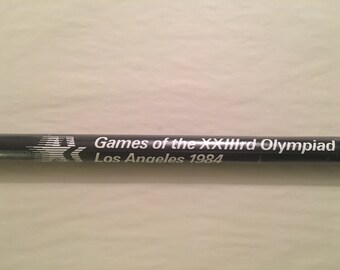 Games of the XXIIIrd Olympiad
Los Angeles 1984